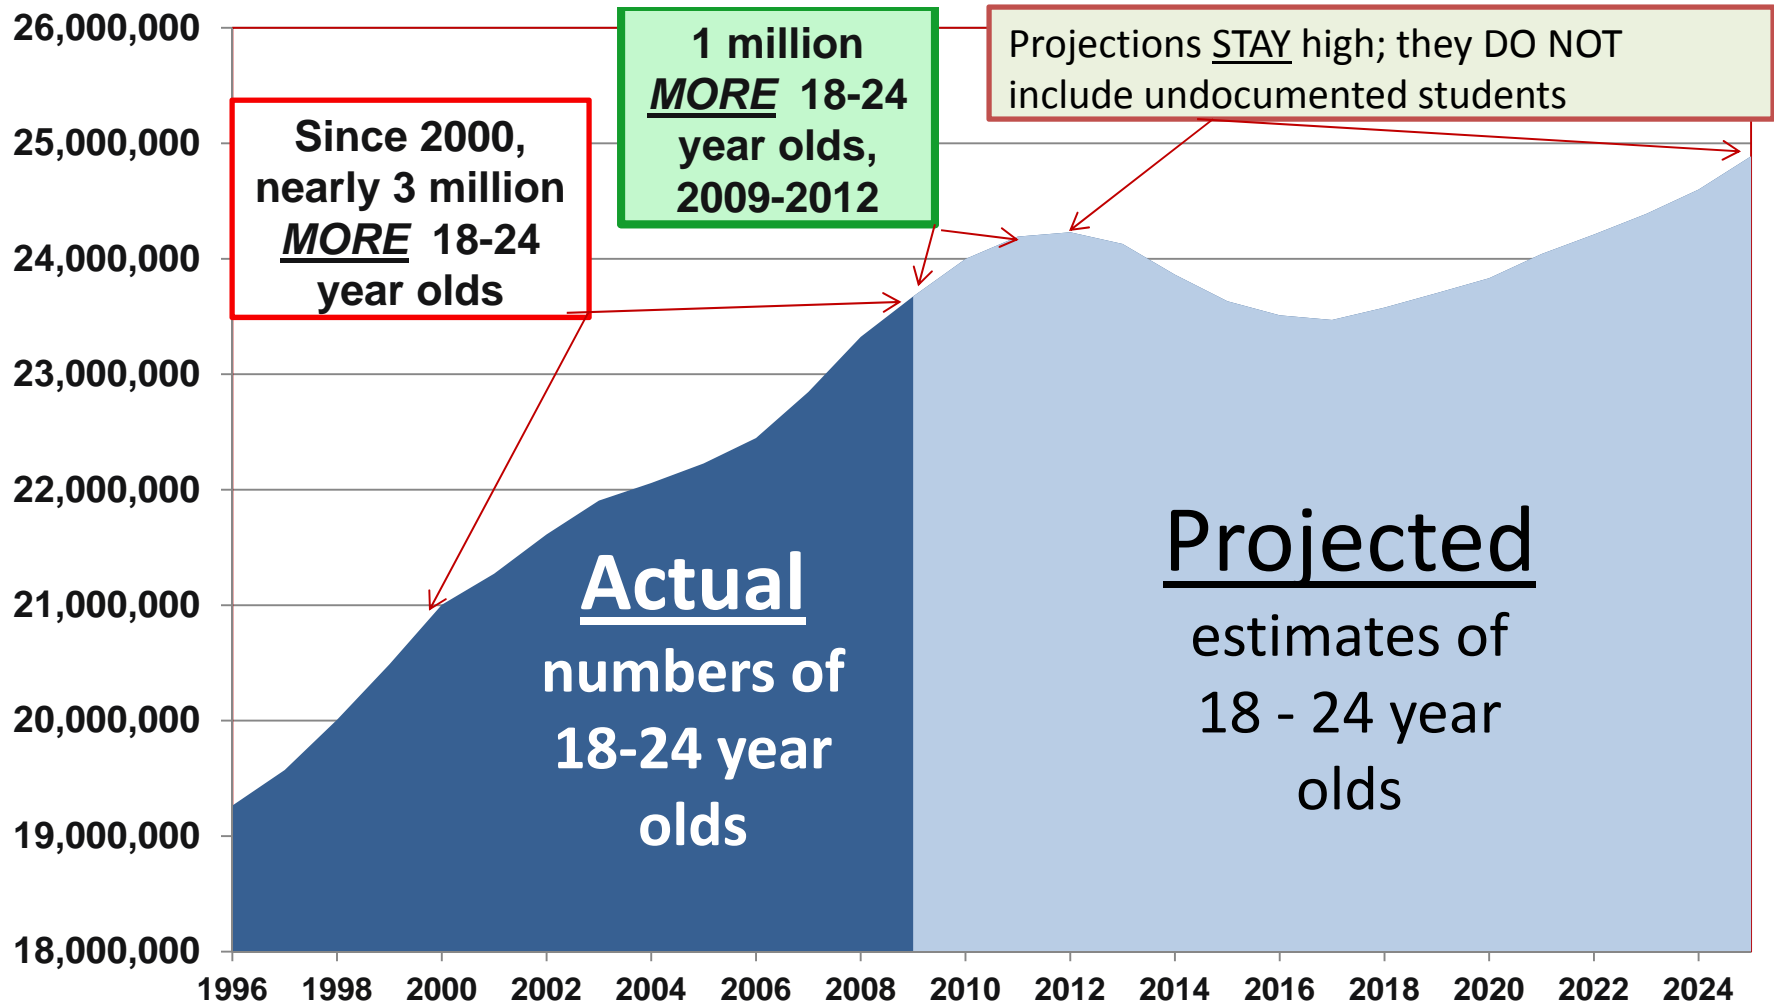 26,000,000
25,000,000
24,000,000
23,000,000
22,000,000
21,000,000
20,000,000
19,000,000
18,000,000
Since 2000,
nearly 3 million
MORE 18-24
year olds
1 million
MORE 18-24
year olds,
2009-2012
Projections STAY high; they DO NOT
include undocumented students
Actual
numbers of
18-24 year
olds
Projected
estimates of
18 - 24 year
olds
1996 1998 2000 2002 2004 2006 2008 2010 2012 2014 2016 2018 2020 2022 2024